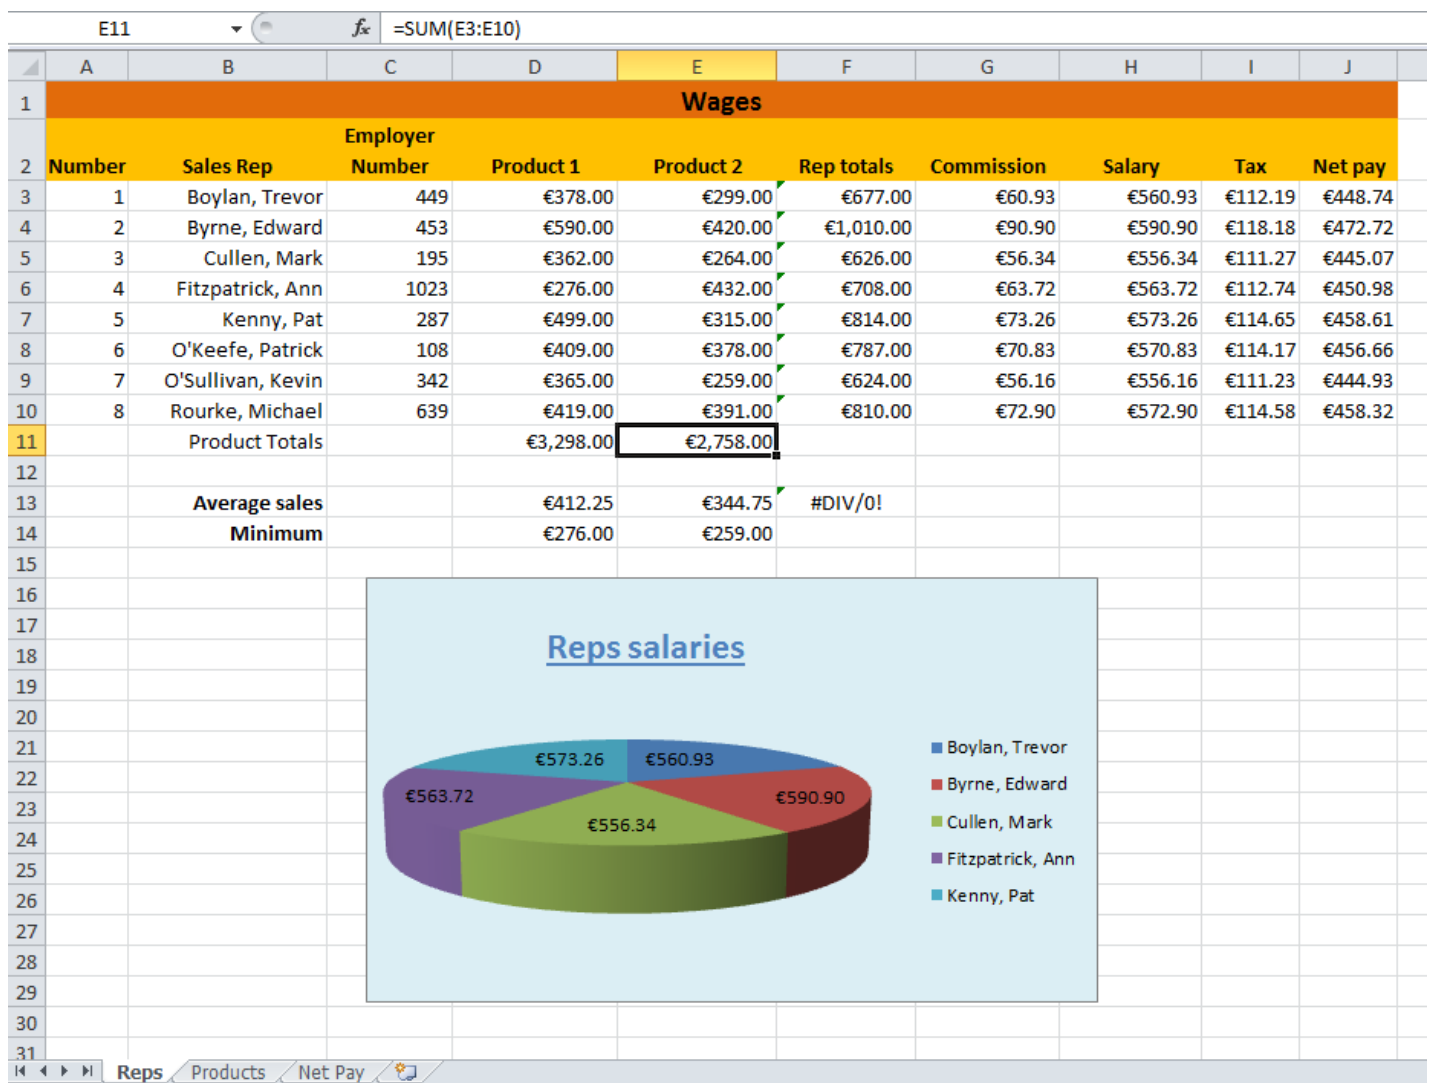 E11 fx =SUM(E3:E10)
A B C D E F G H I J
1 Wages
Employer
2 Number Sales Rep Number Product 1 Product 2 Rep totals Commission Salary Tax Net pay
3 1 Boylan, Trevor 449 €378.00 €299.00 €677.00 €60.93 €560.93 €112.19 €448.74
4 2 Byrne, Edward 453 €590.00 €420.00 €1,010.00 €90.90 €590.90 €118.18 €472.72
5 3 Cullen, Mark 195 €362.00 €264.00 €626.00 €56.34 €556.34 €111.27 €445.07
6 4 Fitzpatrick, Ann 1023 €276.00 €432.00 €708.00 €63.72 €563.72 €112.74 €450.98
7 5 Kenny, Pat 287 €499.00 €315.00 €814.00 €73.26 €573.26 €114.65 €458.61
8 6 O'Keefe, Patrick 108 €409.00 €378.00 €787.00 €70.83 €570.83 €114.17 €456.66
9 7 O'Sullivan, Kevin 342 €365.00 €259.00 €624.00 €56.16 €556.16 €111.23 €444.93
10 8 Rourke, Michael 639 €419.00 €391.00 €810.00 €72.90 €572.90 €114.58 €458.32
11 Product Totals €3,298.00 €2,758.00
12
13 Average sales €412.25 €344.75 #DIV/0!
14 Minimum €276.00 €259.00
15
16
17
18 Reps salaries
19
20
21 €573.26 €560.93 Boylan, Trevor
22 Byrne, Edward
23 €563.72 €590.90
24 €556.34 Cullen, Mark
25 Fitzpatrick, Ann
26 Kenny, Pat
27
28
29
30
31
Reps Products Net Pay